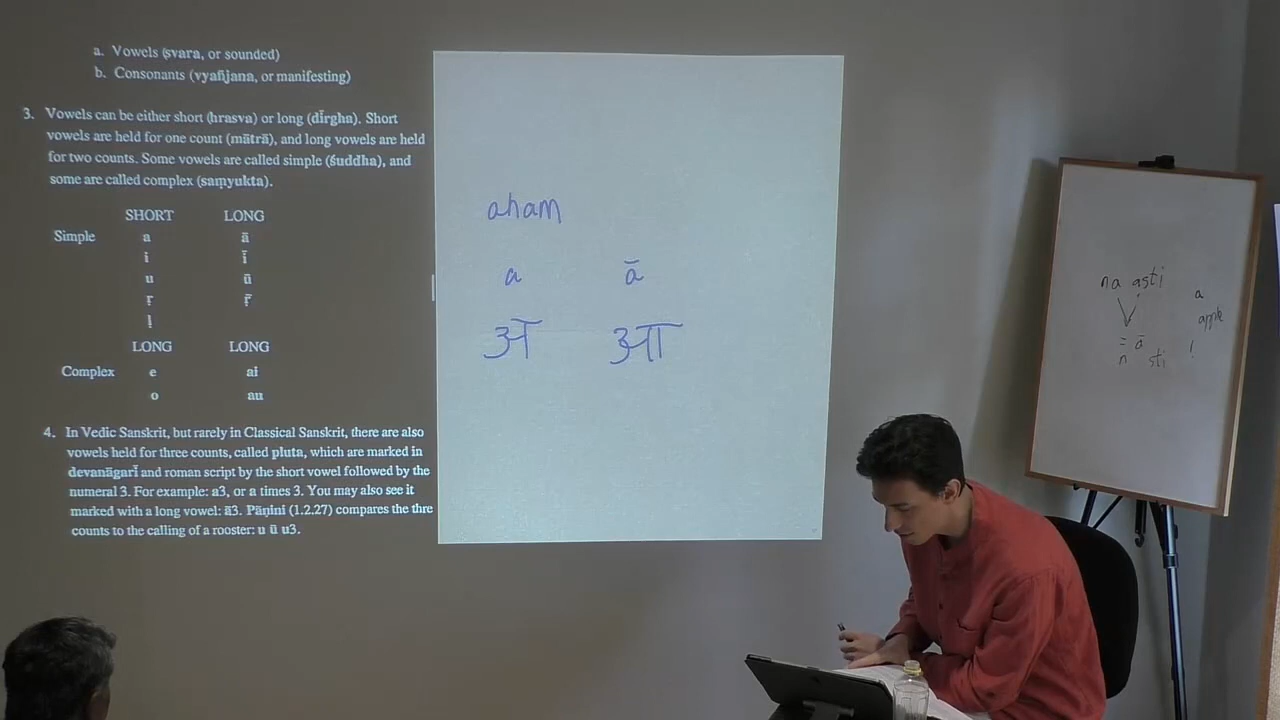 a. Vowels (svara, or sounded)
b. Consonants (vyañjana, or manifesting)
3. Vowels can be either short (hrasva) or long (dīrgha). Short
vowels are held for one count (mātrā), and long vowels are held
for two counts. Some vowels are called simple (śuddha), and
some are called complex (saṃyukta).
SHORT LONG
Simple a ā
i ī
u ū
ṛ ṝ
ḷ
LONG LONG
Complex e ai
o au
4. In Vedic Sanskrit, but rarely in Classical Sanskrit, there are also
vowels held for three counts, called pluta, which are marked in
devanāgarī and roman script by the short vowel followed by the
numeral 3. For example: a3, or a times 3. You may also see it
marked with a long vowel: ā3. Pāṇini (1.2.27) compares the thre
counts to the calling of a rooster: u ū u3.
aham
a ā
अ आ
na asti
= ā
n sti
a
apple
!